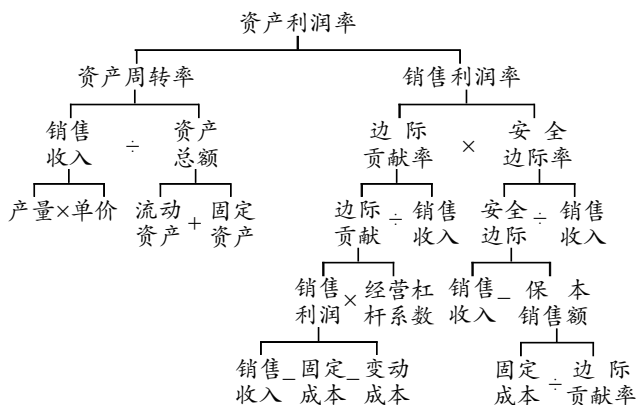 资产利润率
资产周转率 销售利润率
销售 资产 边际 安全
收入 ÷ 总额 贡献率 × 边际率
产量×单价 流动 固定 边际 销售 安全 销售
资产 + 资产 贡献 ÷ 收入 边际 ÷ 收入
销售 经营杠 销售 保本
利润 × 杆系数 收入 – 销售额
销售 固定 变动 固定 边际
收入 – 成本 – 成本 成本 ÷ 贡献率